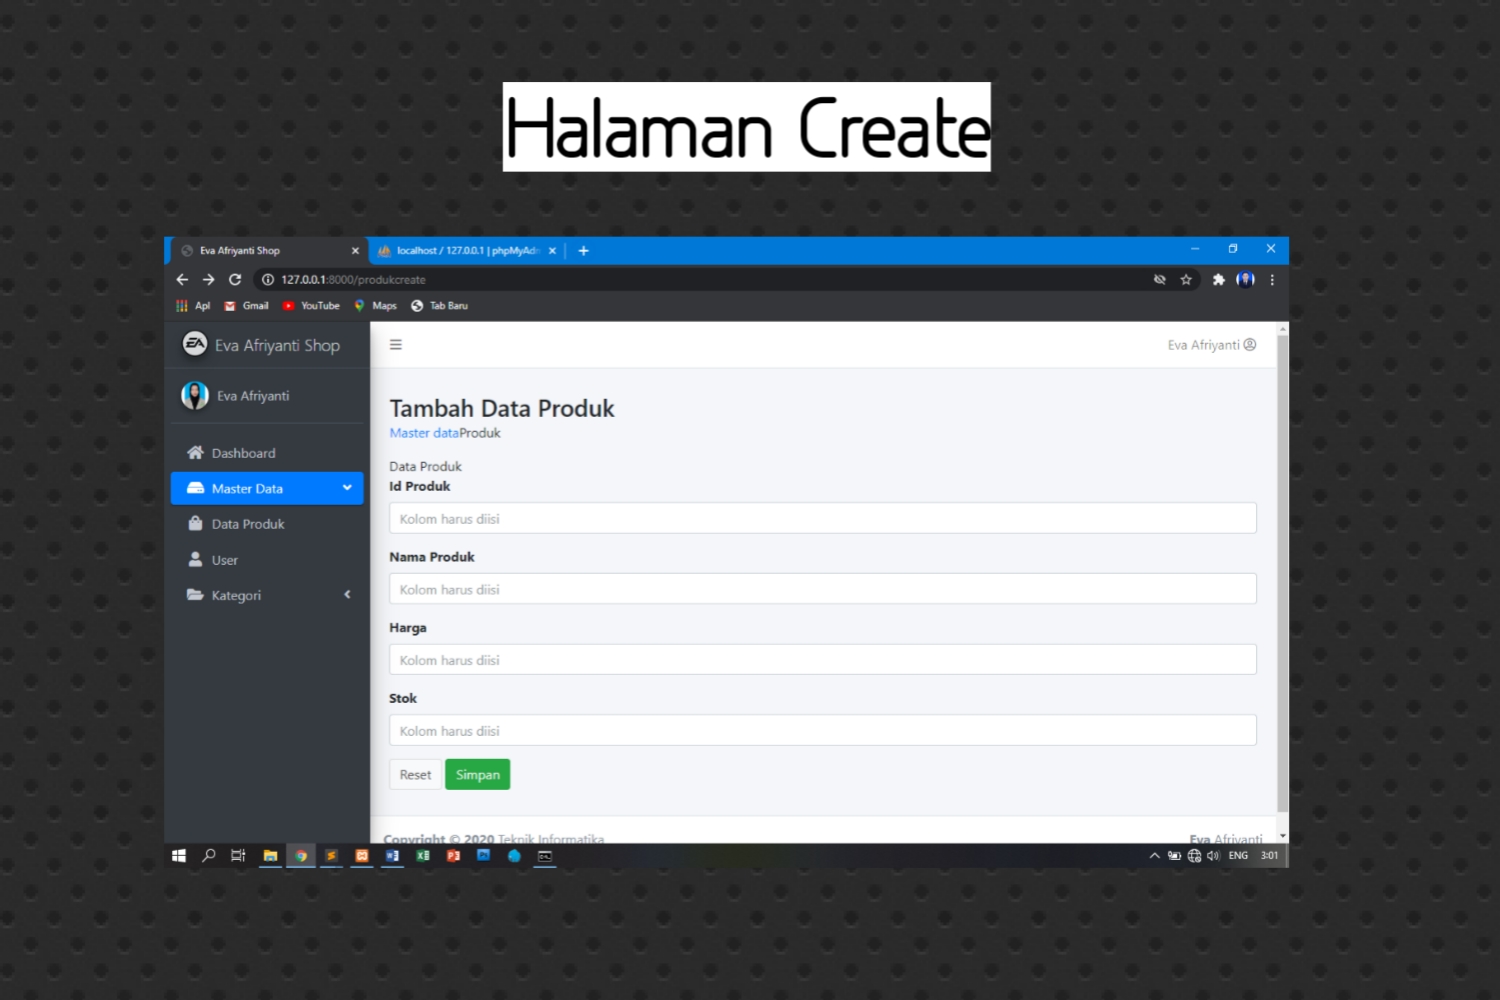 Halaman Create
Eva Afriyanti Shop
localhost / 127.0.0.1 | phpMyAdm
127.0.0.1:8000/produkcreate
Apl Gmail YouTube Maps Tab Baru
EA Eva Afriyanti Shop
Eva Afriyanti
Eva Afriyanti
Dashboard
Master Data
Data Produk
User
Kategori
Tambah Data Produk
Master dataProduk
Data Produk
Id Produk
Kolom harus diisi
Nama Produk
Kolom harus diisi
Harga
Kolom harus diisi
Stok
Kolom harus diisi
Reset Simpan
Copyright © 2020 Teknik Informatika
Eva Afriyanti
ENG 3:01